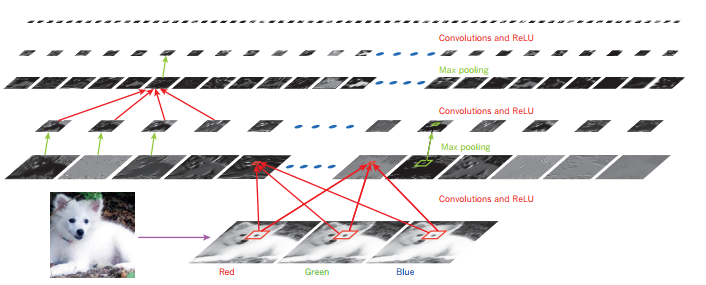 Convolutions and ReLU
Max pooling
Convolutions and ReLU
Max pooling
Convolutions and ReLU
Red
Green
Blue